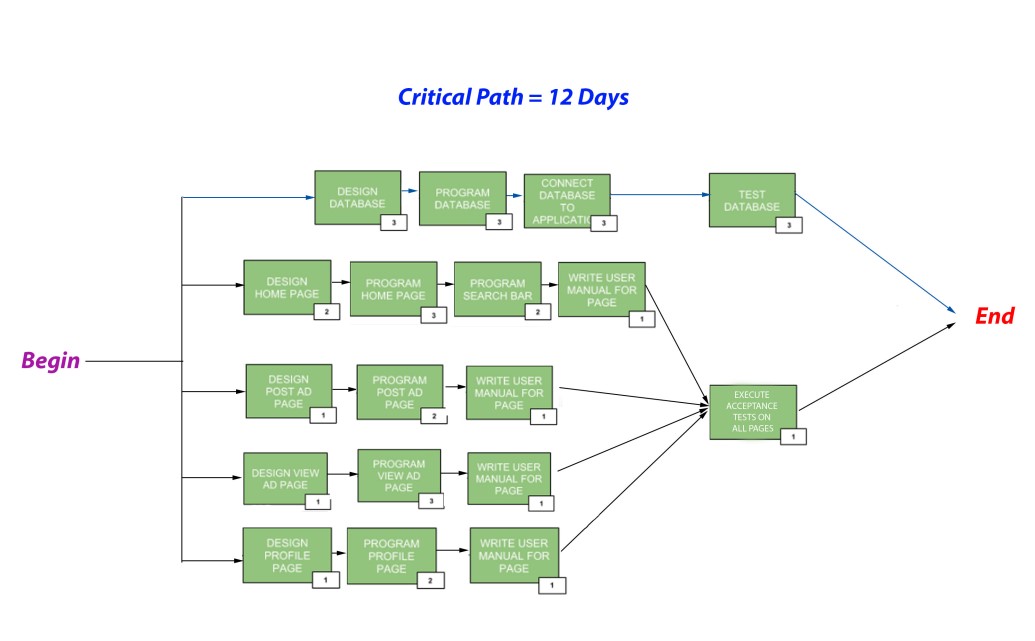 Critical Path = 12 Days
DESIGN
DATABASE
3
PROGRAM
DATABASE
3
CONNECT
DATABASE
TO
APPLICATIO
3
TEST
DATABASE
3
DESIGN
HOME PAGE
2
PROGRAM
HOME PAGE
3
PROGRAM
SEARCH BAR
2
WRITE USER
MANUAL FOR
PAGE
1
End
Begin
DESIGN
POST AD
PAGE
1
PROGRAM
POST AD
PAGE
2
WRITE USER
MANUAL FOR
PAGE
1
EXECUTE
ACCEPTANCE
TESTS ON
ALL PAGES
1
DESIGN VIEW
AD PAGE
1
PROGRAM
VIEW AD
PAGE
3
WRITE USER
MANUAL FOR
PAGE
1
DESIGN
PROFILE
PAGE
1
PROGRAM
PROFILE
PAGE
2
WRITE USER
MANUAL FOR
PAGE
1